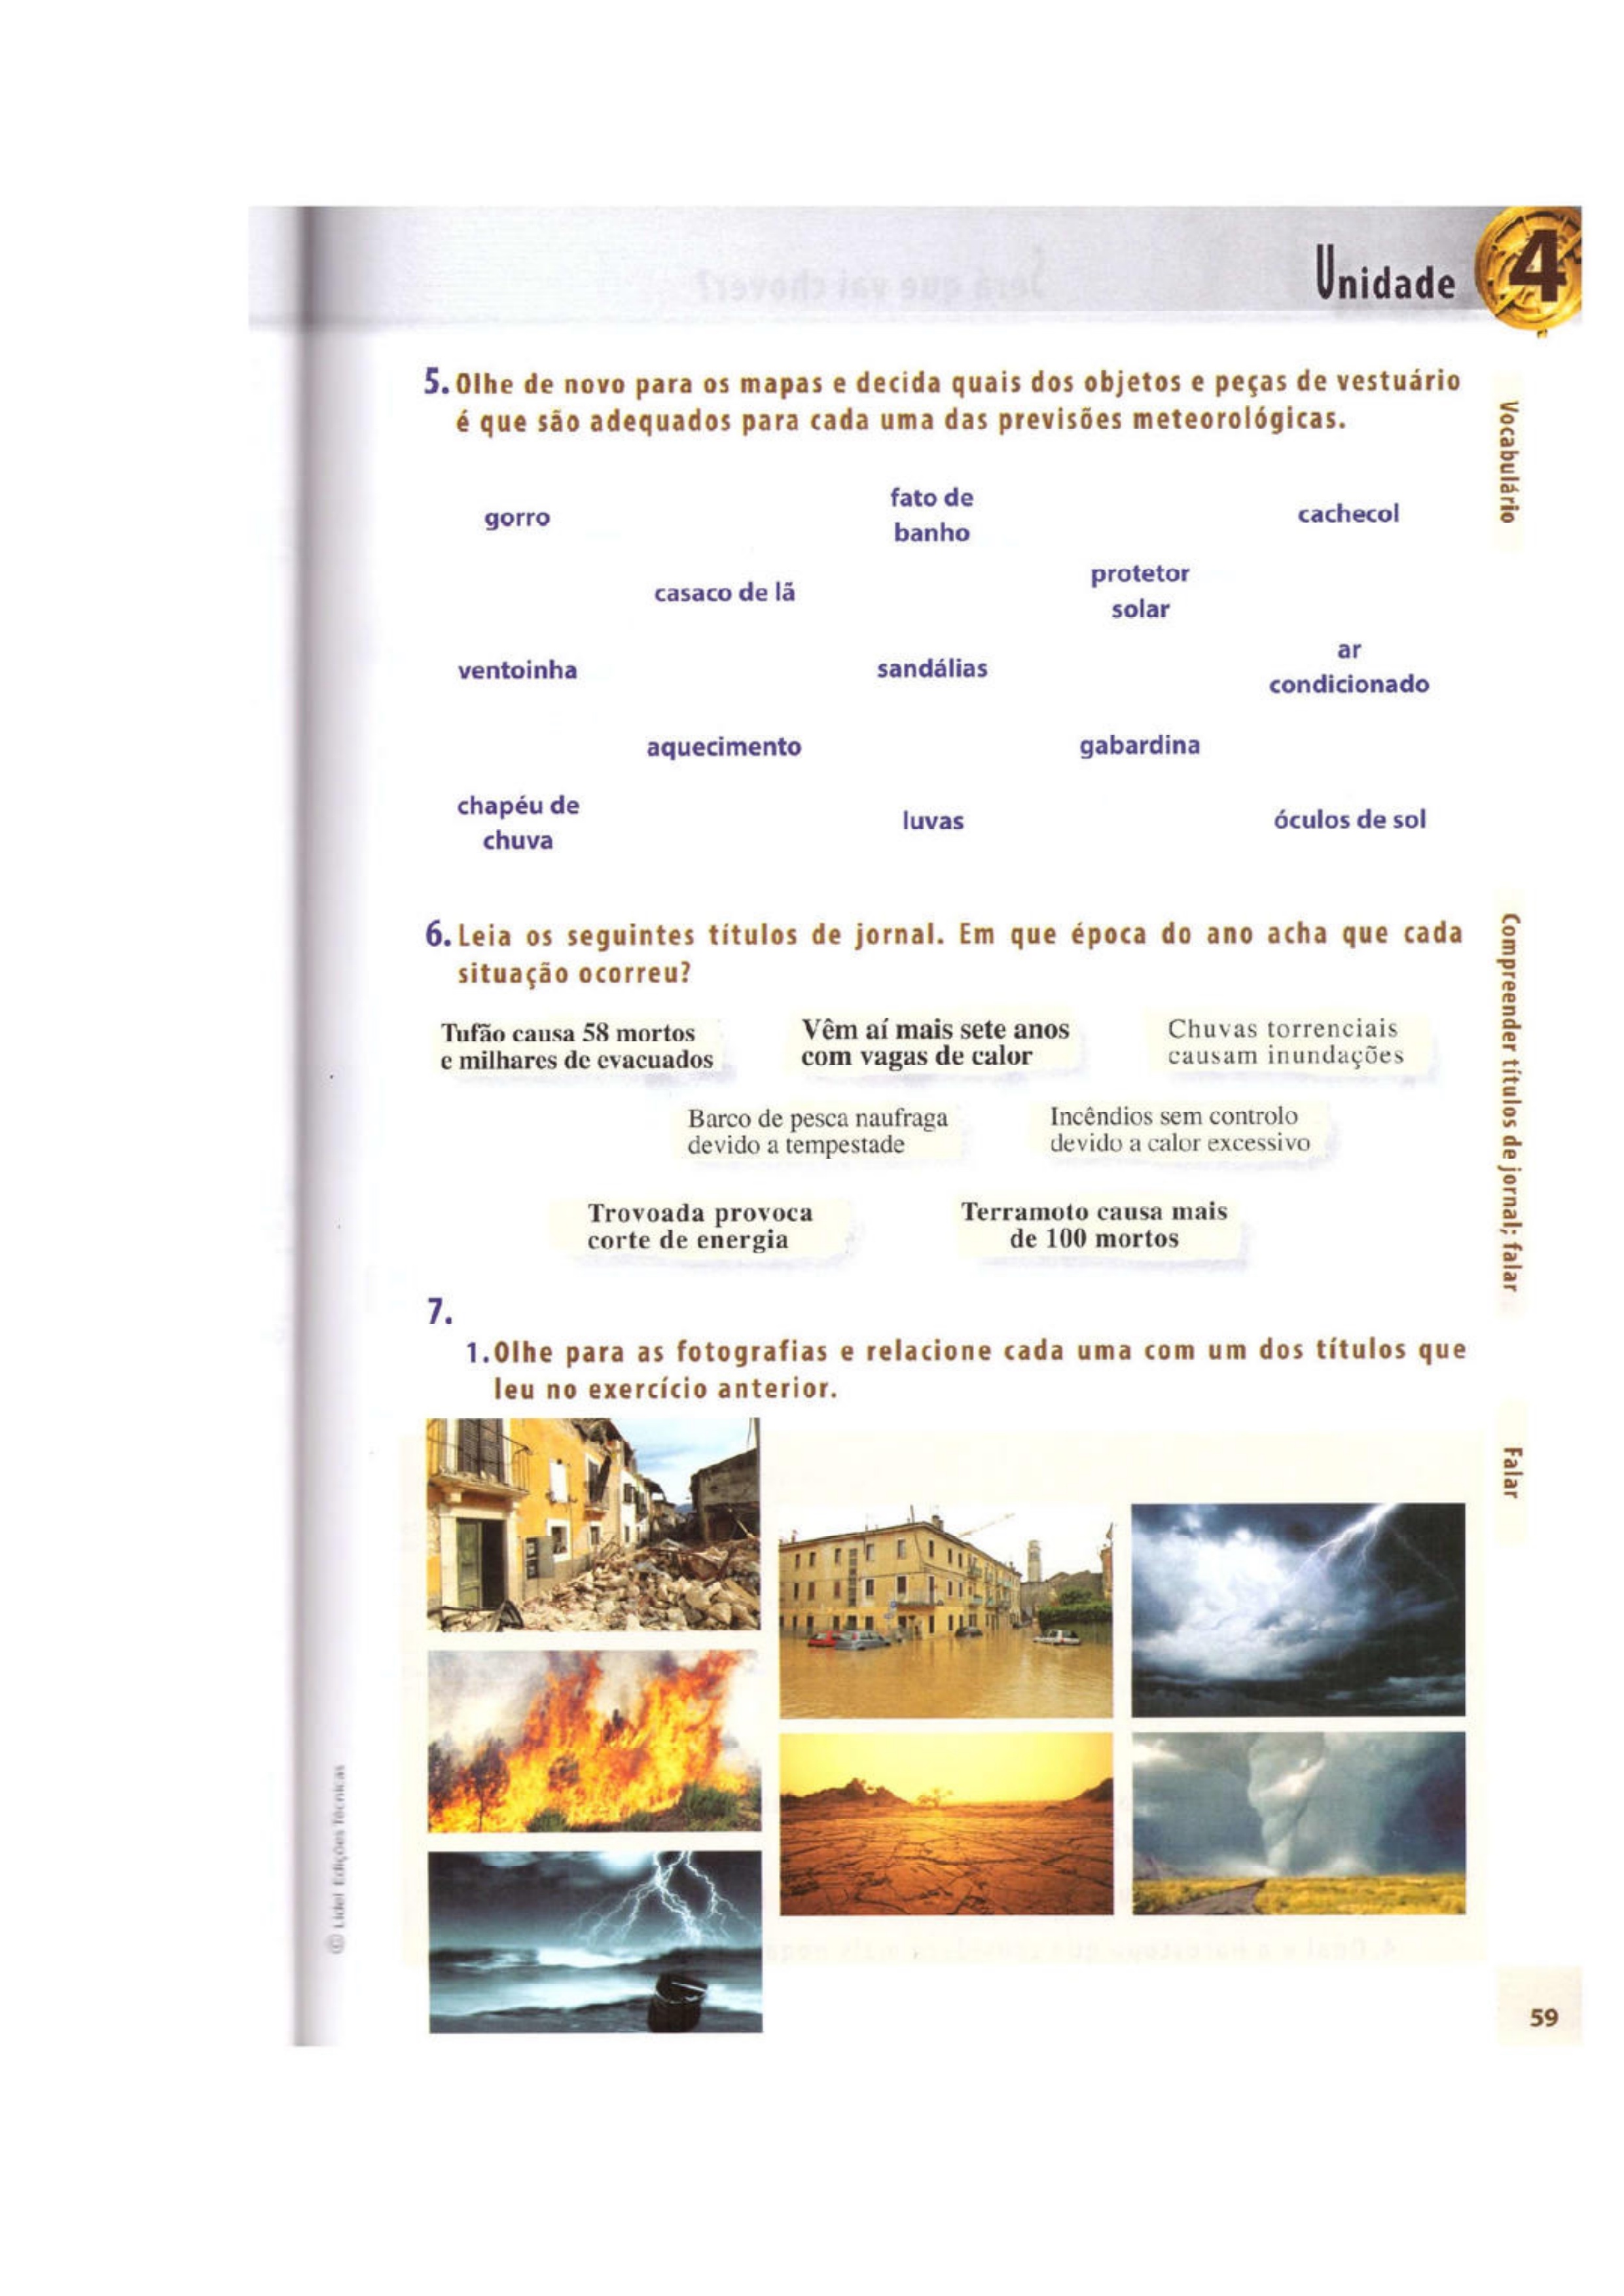 Unidade 4
5. Olhe de novo para os mapas e decida quais dos objetos e peças de vestuário
é que são adequados para cada uma das previsões meteorológicas.
Vocabulário
gorro
fato de
banho
cachecol
casaco de lã
protetor
solar
ventoinha
sandálias
ar
condicionado
aquecimento
gabardina
chapéu de
chuva
luvas
óculos de sol
6. Leia os seguintes títulos de jornal. Em que época do ano acha que cada
situação ocorreu?
Compreender títulos de jornal; falar
Tufão causa 58 mortos
e milhares de evacuados
Vêm aí mais sete anos
com vagas de calor
Chuvas torrenciais
causam inundações
Barco de pesca naufraga
devido a tempestade
Incêndios sem controlo
devido a calor excessivo
Trovoada provoca
corte de energia
Terramoto causa mais
de 100 mortos
7.
1. Olhe para as fotografias e relacione cada uma com um dos títulos que
leu no exercício anterior.
Falar
© Lidel Edições Técnicas
59